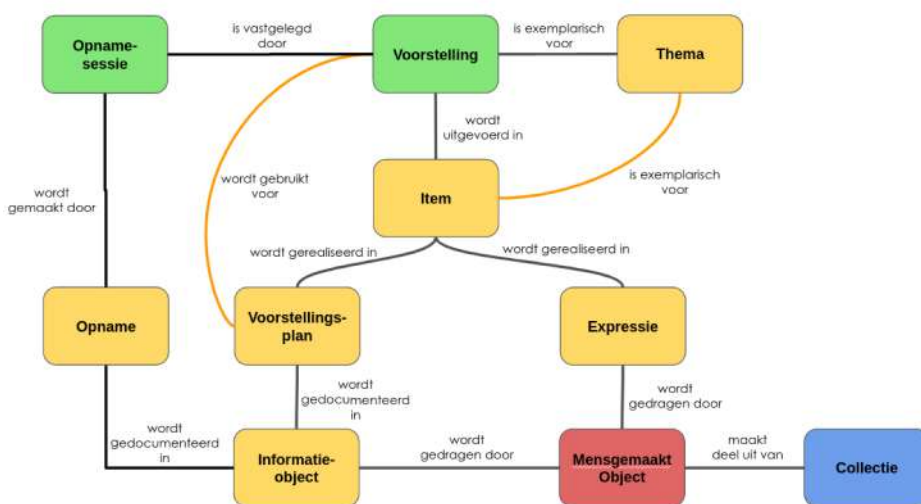 Opname-
sessie
is vastgelegd
door
Voorstelling
is exemplarisch
voor
Thema
wordt
uitgevoerd in
wordt gebruikt
voor
is exemplarisch
voor
wordt
gemaakt door
Item
wordt gerealiseerd in
wordt gerealiseerd in
Opname
Voorstellings-
plan
Expressie
wordt
gedocumenteerd
in
wordt
gedragen door
wordt
gedocumenteerd
in
Informatie-
object
wordt
gedragen door
Mensgemaakt
Object
maakt
deel uit van
Collectie